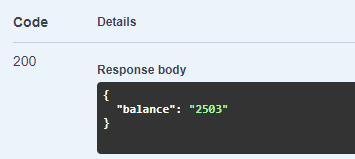 Code Details
200
Response body
{
  "balance": "2503"
}